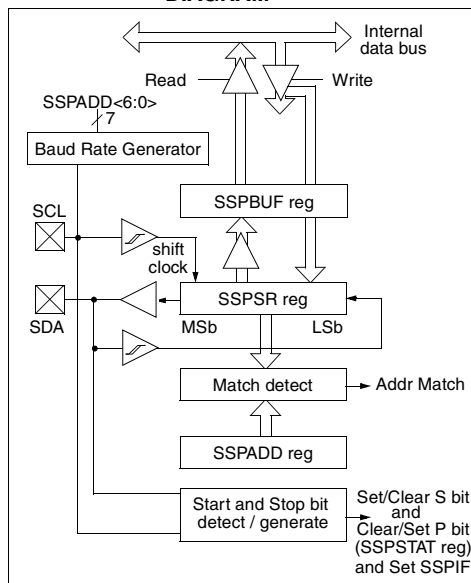 DIAGRAM
Internal
data bus
Read
Write
SSPADD<6:0>
7
Baud Rate Generator
SSPBUF reg
SCL
shift
clock
SSPSR reg
SDA
MSb
LSb
Match detect
Addr Match
SSPADD reg
Start and Stop bit
detect / generate
Set/Clear S bit
and
Clear/Set P bit
(SSPSTAT reg)
and Set SSPIF